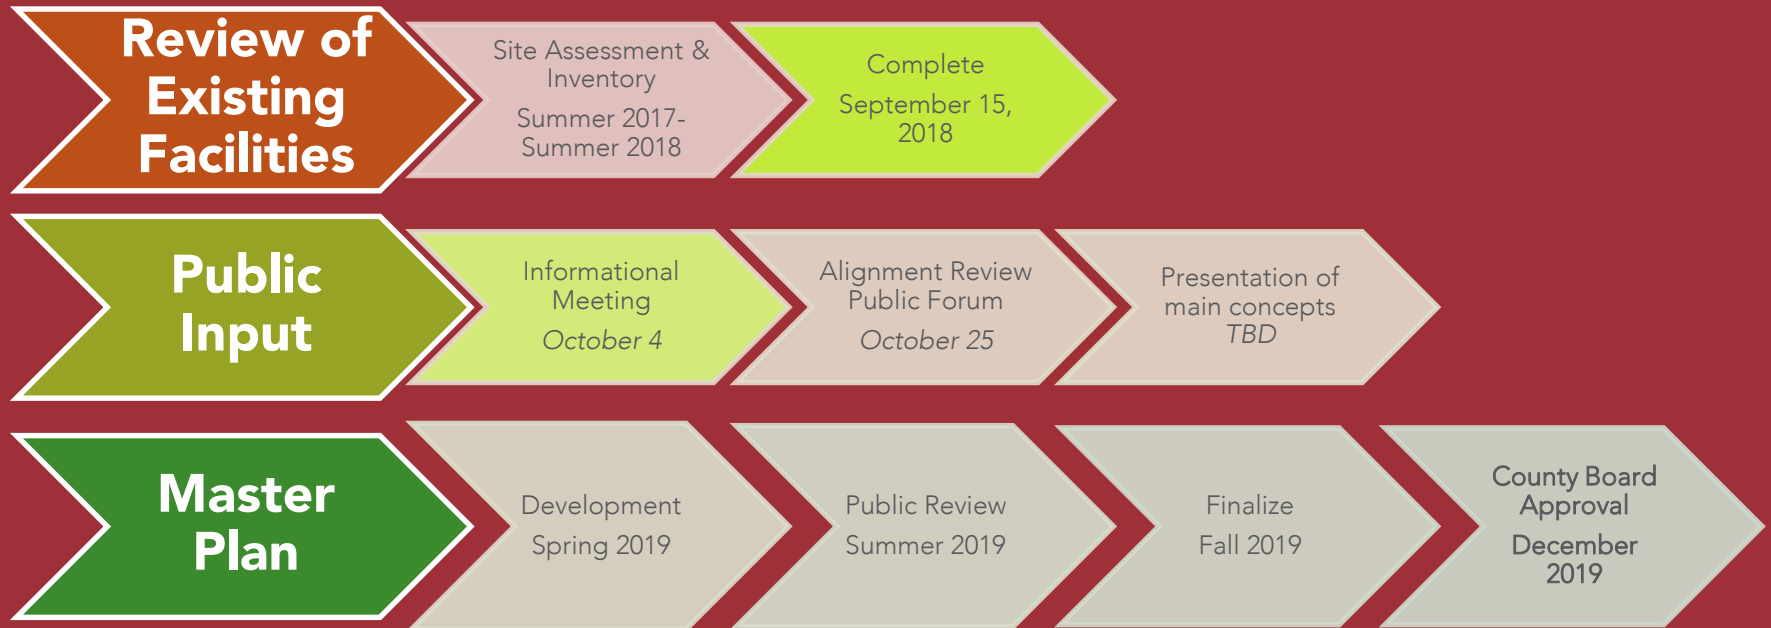 Review of
Existing
Facilities
Site Assessment &
Inventory
Summer 2017-
Summer 2018
Complete
September 15,
2018
Public
Input
Informational
Meeting
October 4
Alignment Review
Public Forum
October 25
Presentation of
main concepts
TBD
Master
Plan
Development
Spring 2019
Public Review
Summer 2019
Finalize
Fall 2019
County Board
Approval
December
2019